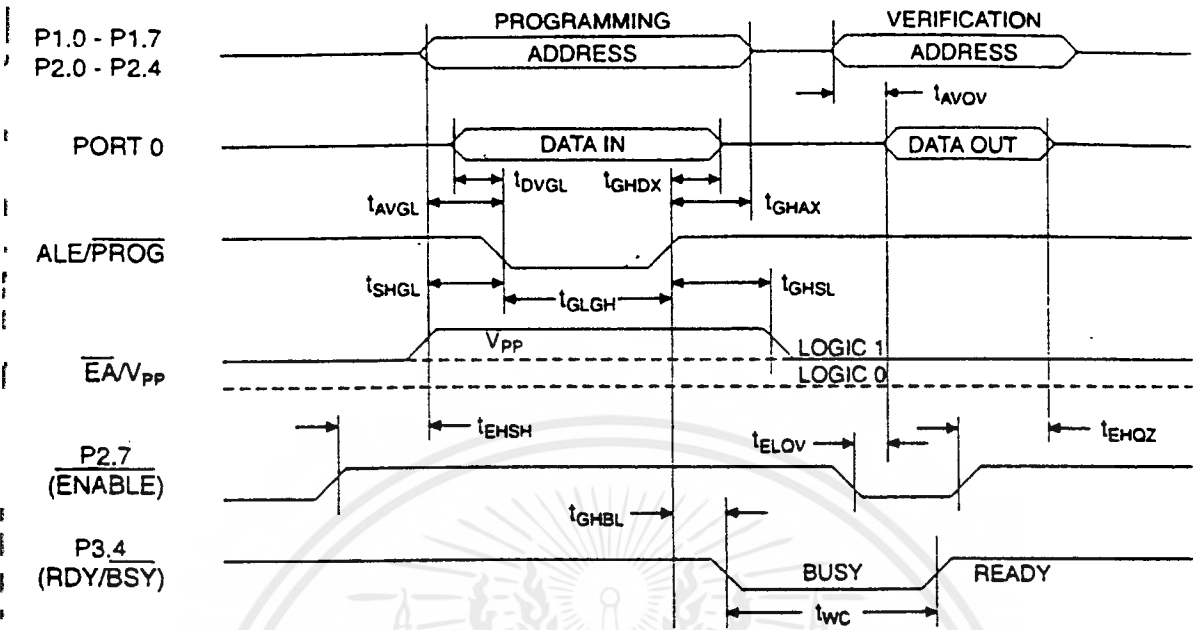 PROGRAMMING VERIFICATION
P1.0 - P1.7
P2.0 - P2.4
ADDRESS ADDRESS
tAVQV
PORT 0 DATA IN DATA OUT
tDVGL tGHDX
tAVGL tGHAX
ALE/PROG
tSHGL tGLGH tGHSL
VPP LOGIC 1
EA/VPP LOGIC 0
tEHSH tELQV tEHQZ
P2.7
(ENABLE)
tGHBL
P3.4
(RDY/BSY) BUSY READY
tWC